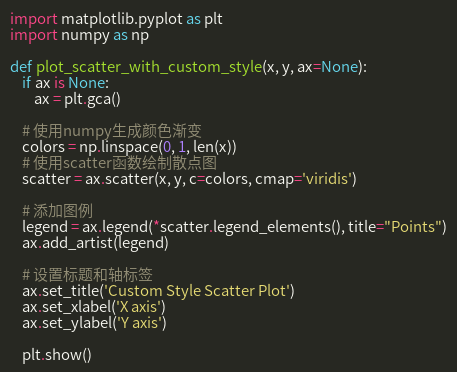 import matplotlib.pyplot as plt
import numpy as np

def plot_scatter_with_custom_style(x, y, ax=None):
    if ax is None:
        ax = plt.gca()

    # 使用numpy生成颜色渐变
    colors = np.linspace(0, 1, len(x))
    # 使用scatter函数绘制散点图
    scatter = ax.scatter(x, y, c=colors, cmap='viridis')

    # 添加图例
    legend = ax.legend(*scatter.legend_elements(), title="Points")
    ax.add_artist(legend)

    # 设置标题和轴标签
    ax.set_title('Custom Style Scatter Plot')
    ax.set_xlabel('X axis')
    ax.set_ylabel('Y axis')

    plt.show()